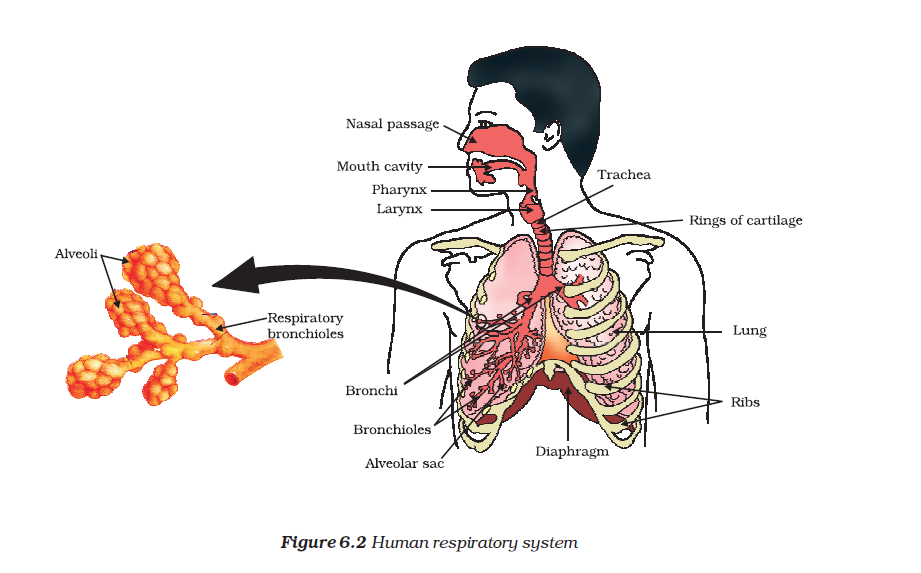 Nasal passage
Mouth cavity
Pharynx
Larynx
Trachea
Rings of cartilage
Alveoli
Respiratory
bronchioles
Lung
Bronchi
Ribs
Bronchioles
Alveolar sac
Diaphragm
Figure 6.2 Human respiratory system